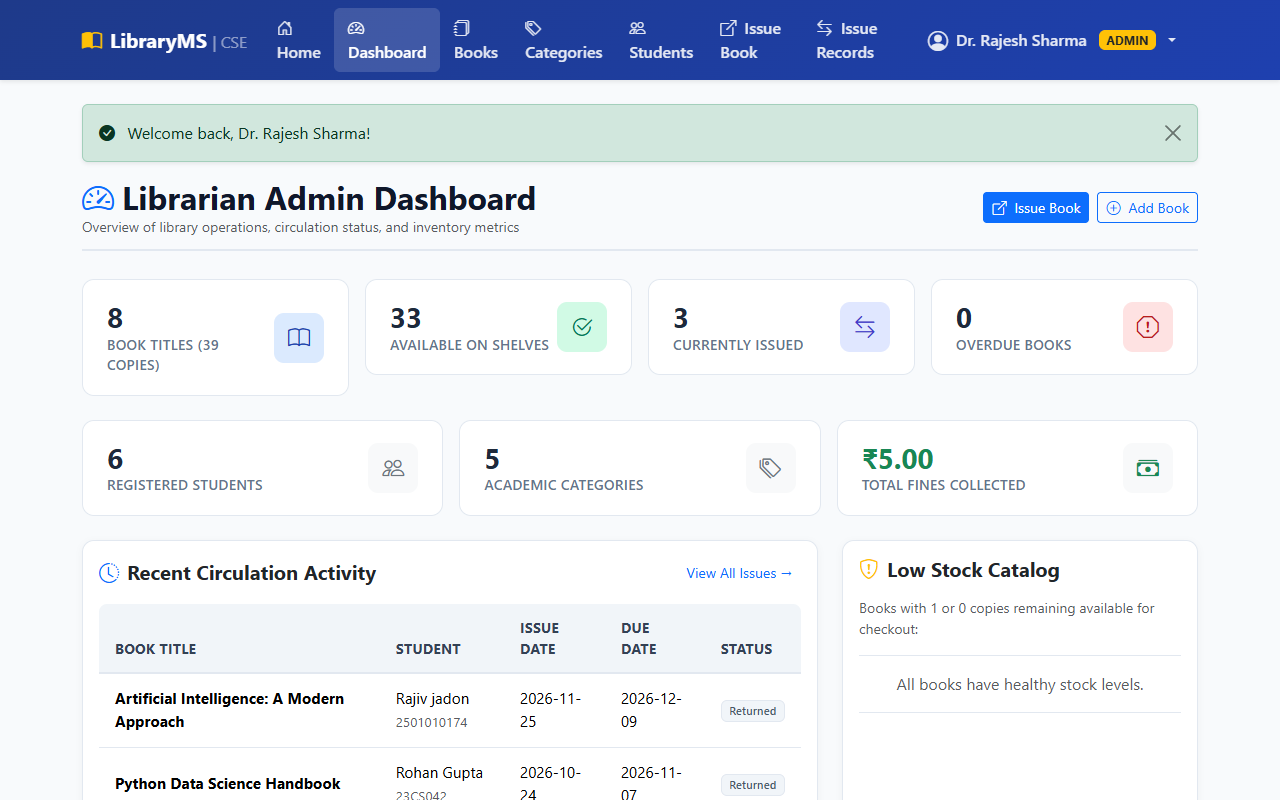 LibraryMS | CSE
Home
Dashboard
Books
Categories
Students
Issue
Book
Issue
Records
Dr. Rajesh Sharma ADMIN
Welcome back, Dr. Rajesh Sharma!
Librarian Admin Dashboard
Overview of library operations, circulation status, and inventory metrics
Issue Book
Add Book
8
BOOK TITLES (39
COPIES)
33
AVAILABLE ON SHELVES
3
CURRENTLY ISSUED
0
OVERDUE BOOKS
6
REGISTERED STUDENTS
5
ACADEMIC CATEGORIES
₹5.00
TOTAL FINES COLLECTED
Recent Circulation Activity
View All Issues →
BOOK TITLE
STUDENT
ISSUE
DATE
DUE
DATE
STATUS
Artificial Intelligence: A Modern
Approach
Rajiv jadon
2501010174
2026-11-
25
2026-12-
09
Returned
Python Data Science Handbook
Rohan Gupta
23CS042
2026-10-
24
2026-11-
07
Returned
Low Stock Catalog
Books with 1 or 0 copies remaining available for
checkout:
All books have healthy stock levels.